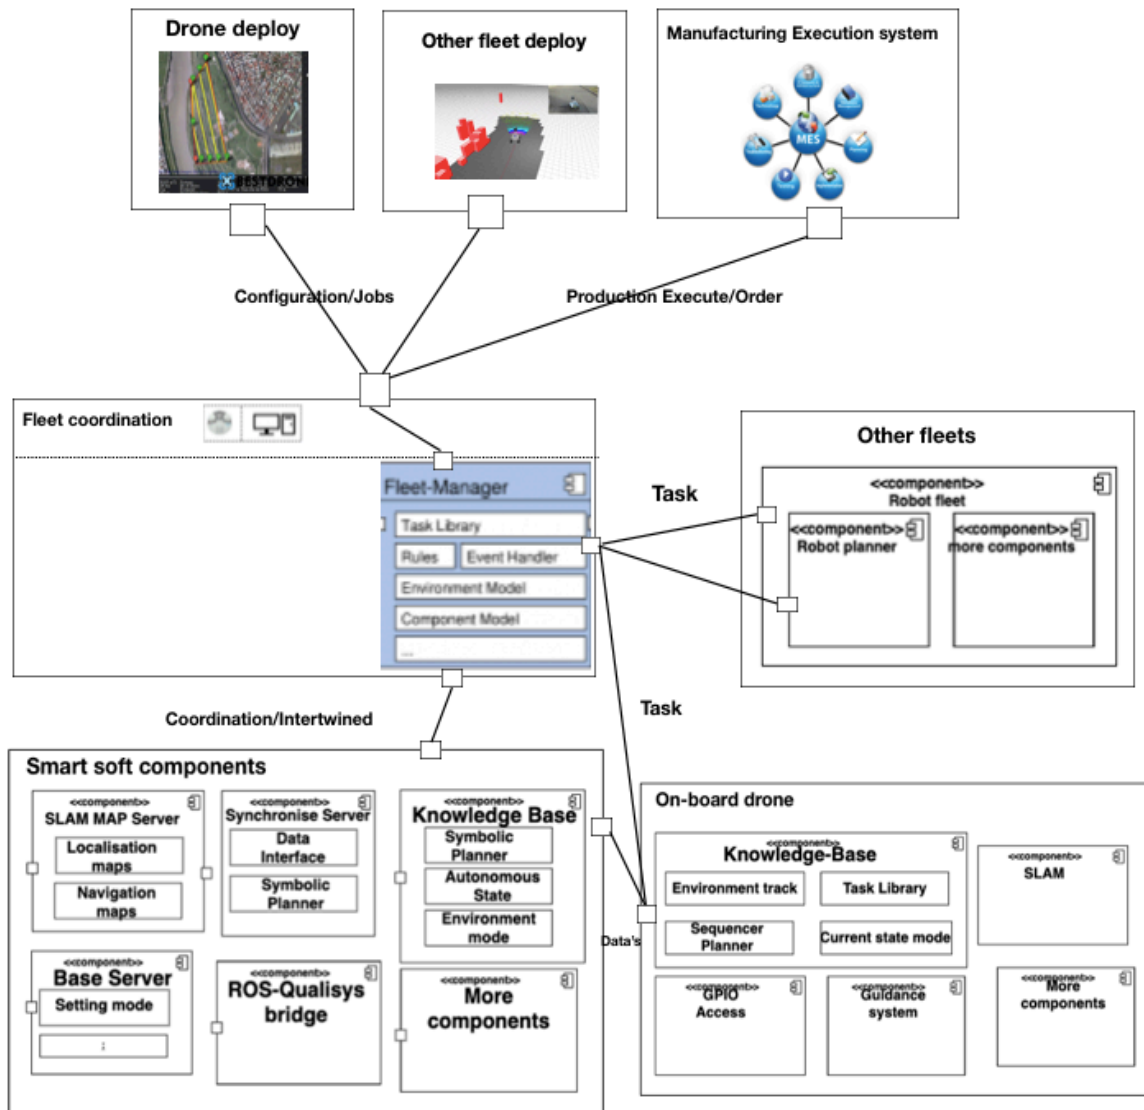 Drone deploy
Other fleet deploy
Manufacturing Execution system
MES
Configuration/Jobs
Production Execute/Order
Fleet coordination
Fleet-Manager
Task Library
Rules
Event Handler
Environment Model
Component Model
...
Task
Other fleets
<<component>>
Robot fleet
<<component>>
Robot planner
<<component>>
more components
Coordination/Intertwined
Task
Smart soft components
<<component>>
SLAM MAP Server
Localisation
maps
Navigation
maps
<<component>>
Synchronise Server
Data
Interface
Symbolic
Planner
<<component>>
Knowledge Base
Symbolic
Planner
Autonomous
State
Environment
mode
<<component>>
Base Server
Setting mode
:
<<component>>
ROS-Qualisys
bridge
<<component>>
More
components
Data's
On-board drone
<<component>>
Knowledge-Base
Environment track
Task Library
Sequencer
Planner
Current state mode
<<component>>
SLAM
<<component>>
GPIO
Access
<<component>>
Guidance
system
<<component>>
More
components